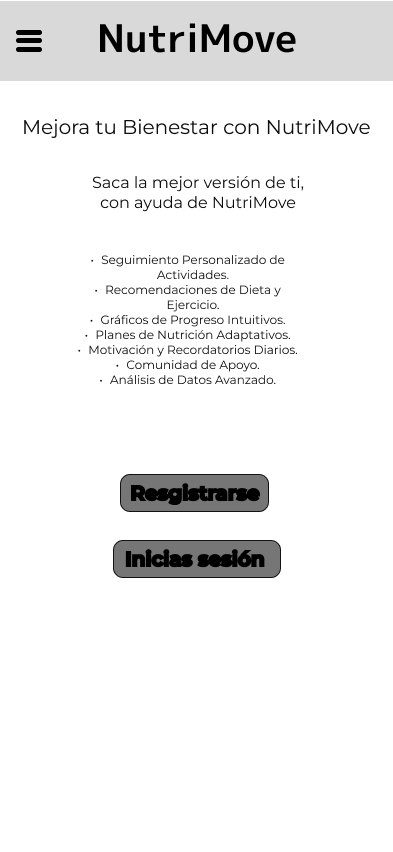 NutriMove
Mejora tu Bienestar con NutriMove
Saca la mejor versión de ti,
con ayuda de NutriMove
· Seguimiento Personalizado de
Actividades.
· Recomendaciones de Dieta y
Ejercicio.
· Gráficos de Progreso Intuitivos.
· Planes de Nutrición Adaptativos.
· Motivación y Recordatorios Diarios.
· Comunidad de Apoyo.
· Análisis de Datos Avanzado.
Resgistrarse
Inicias sesión